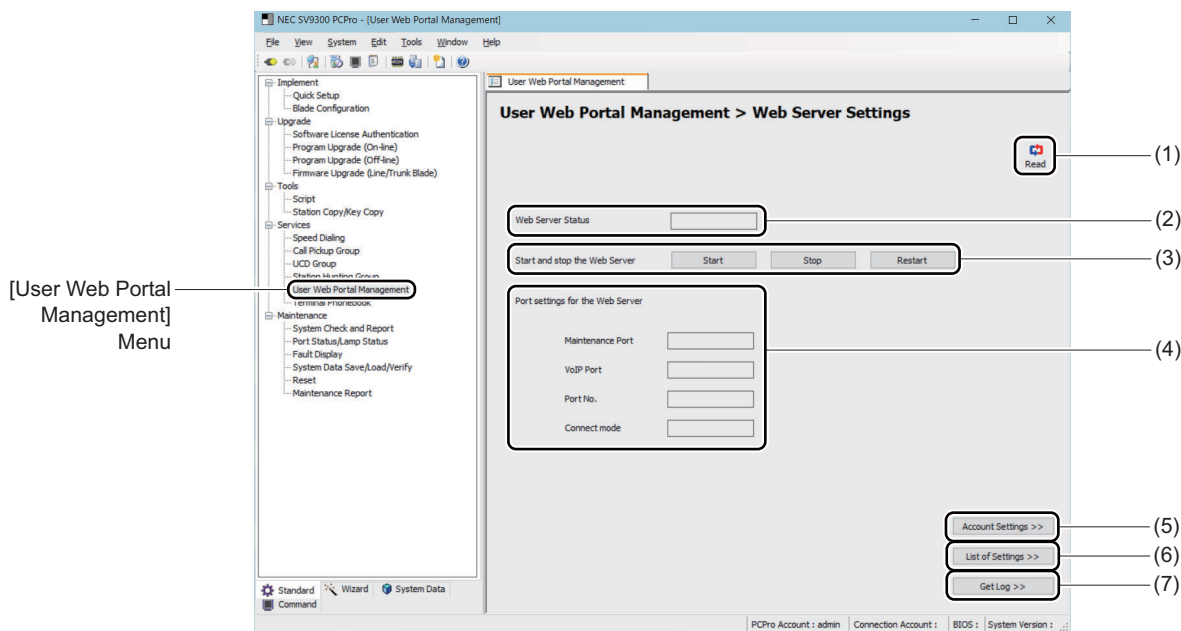 NEC SV9300 PCPro - [User Web Portal Management]
File View System Edit Tools Window Help
User Web Portal Management
Implement
Quick Setup
Blade Configuration
Upgrade
Software License Authentication
Program Upgrade (On-line)
Program Upgrade (Off-line)
Firmware Upgrade (Line/Trunk Blade)
Tools
Script
Station Copy/Key Copy
Services
Speed Dialing
Call Pickup Group
UCD Group
Station Hunting Group
User Web Portal Management
Terminal Phonebook
Maintenance
System Check and Report
Port Status/Lamp Status
Fault Display
System Data Save/Load/Verify
Reset
Maintenance Report
[User Web Portal
Management]
Menu
User Web Portal Management > Web Server Settings
Read
(1)
Web Server Status
(2)
Start and stop the Web Server Start Stop Restart
(3)
Port settings for the Web Server
Maintenance Port
(4)
VoIP Port
Port No.
Connect mode
Account Settings >>
(5)
List of Settings >>
(6)
Get Log >>
(7)
Standard Wizard System Data
Command
PCPro Account : admin Connection Account : BIOS : System Version :